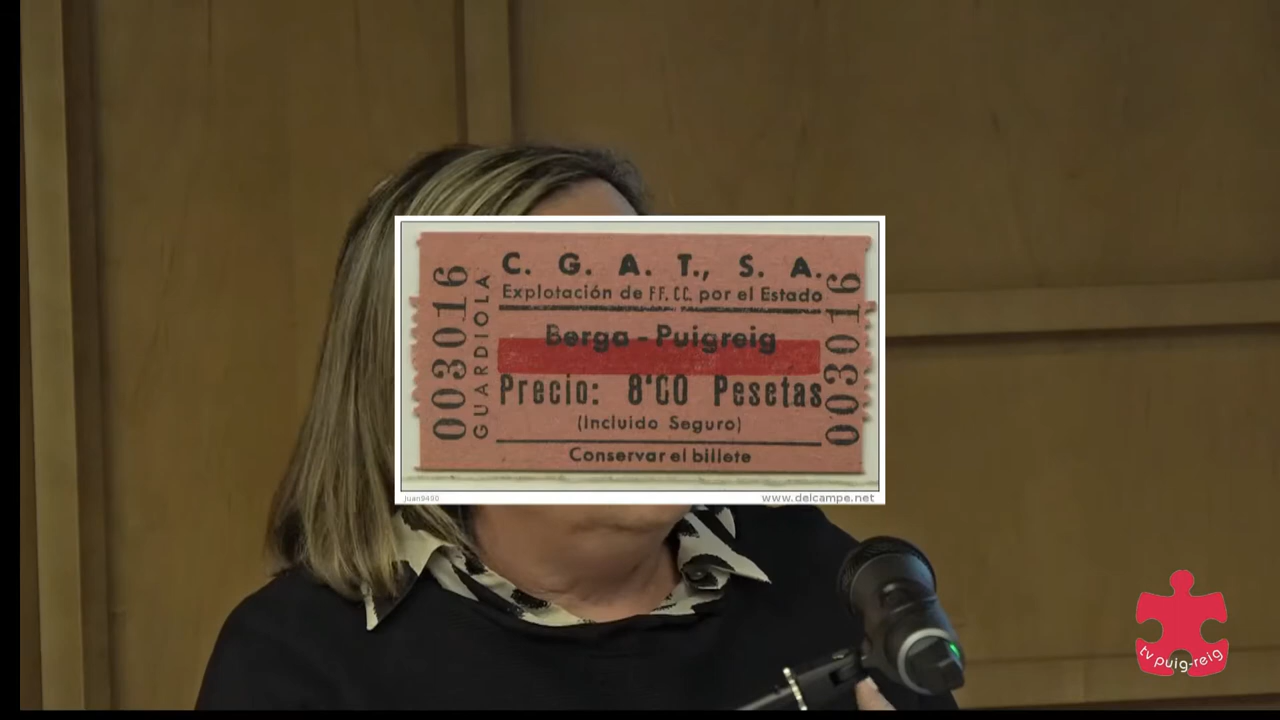 C. G. A. T., S. A.
Explotación de FF. CC. por el Estado
Berga - Puigreig
Precio: 8'00 Pesetas
(Incluido Seguro)
Conservar el billete
003016
GUARDIOLA
003016
juan9490
www.delcampe.net
tv puig-reig